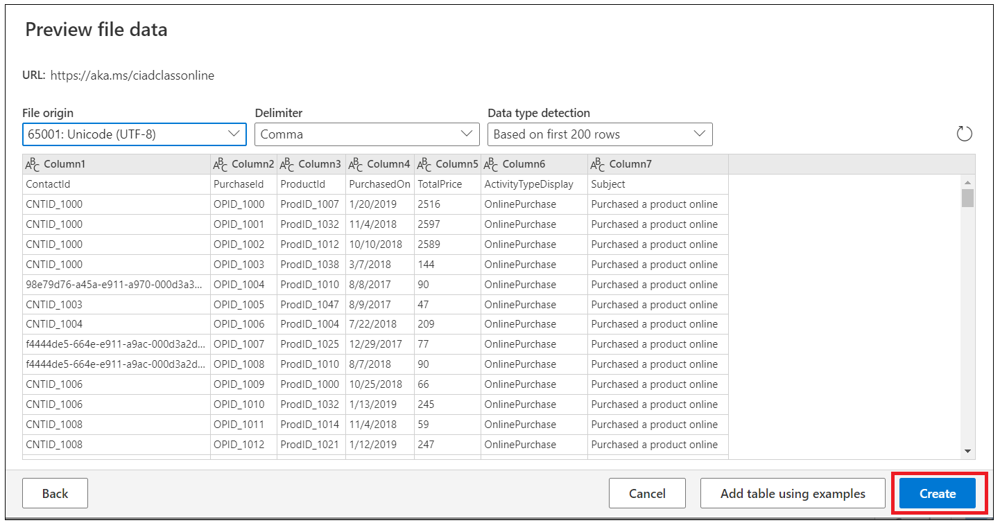 Preview file data
URL: https://aka.ms/ciadclassonline
File origin Delimiter Data type detection
65001: Unicode (UTF-8) Comma Based on first 200 rows
ABC Column1 ABC Column2 ABC Column3 ABC Column4 ABC Column5 ABC Column6 ABC Column7
ContactId PurchaseId ProductId PurchasedOn TotalPrice ActivityTypeDisplay Subject
CNTID_1000 OPID_1000 ProdID_1007 1/20/2019 2516 OnlinePurchase Purchased a product online
CNTID_1000 OPID_1001 ProdID_1032 11/4/2018 2597 OnlinePurchase Purchased a product online
CNTID_1000 OPID_1002 ProdID_1012 10/10/2018 2589 OnlinePurchase Purchased a product online
CNTID_1000 OPID_1003 ProdID_1038 3/7/2018 144 OnlinePurchase Purchased a product online
98e79d76-a45a-e911-a970-000d3a3... OPID_1004 ProdID_1010 8/8/2017 90 OnlinePurchase Purchased a product online
CNTID_1003 OPID_1005 ProdID_1047 8/9/2017 47 OnlinePurchase Purchased a product online
CNTID_1004 OPID_1006 ProdID_1004 7/22/2018 209 OnlinePurchase Purchased a product online
f4444de5-664e-e911-a9ac-000d3a2d... OPID_1007 ProdID_1025 12/29/2017 77 OnlinePurchase Purchased a product online
f4444de5-664e-e911-a9ac-000d3a2d... OPID_1008 ProdID_1010 8/7/2018 90 OnlinePurchase Purchased a product online
CNTID_1006 OPID_1009 ProdID_1000 10/25/2018 66 OnlinePurchase Purchased a product online
CNTID_1006 OPID_1010 ProdID_1032 1/13/2019 245 OnlinePurchase Purchased a product online
CNTID_1008 OPID_1011 ProdID_1014 11/4/2018 59 OnlinePurchase Purchased a product online
CNTID_1008 OPID_1012 ProdID_1021 1/12/2019 247 OnlinePurchase Purchased a product online
Back Cancel Add table using examples Create